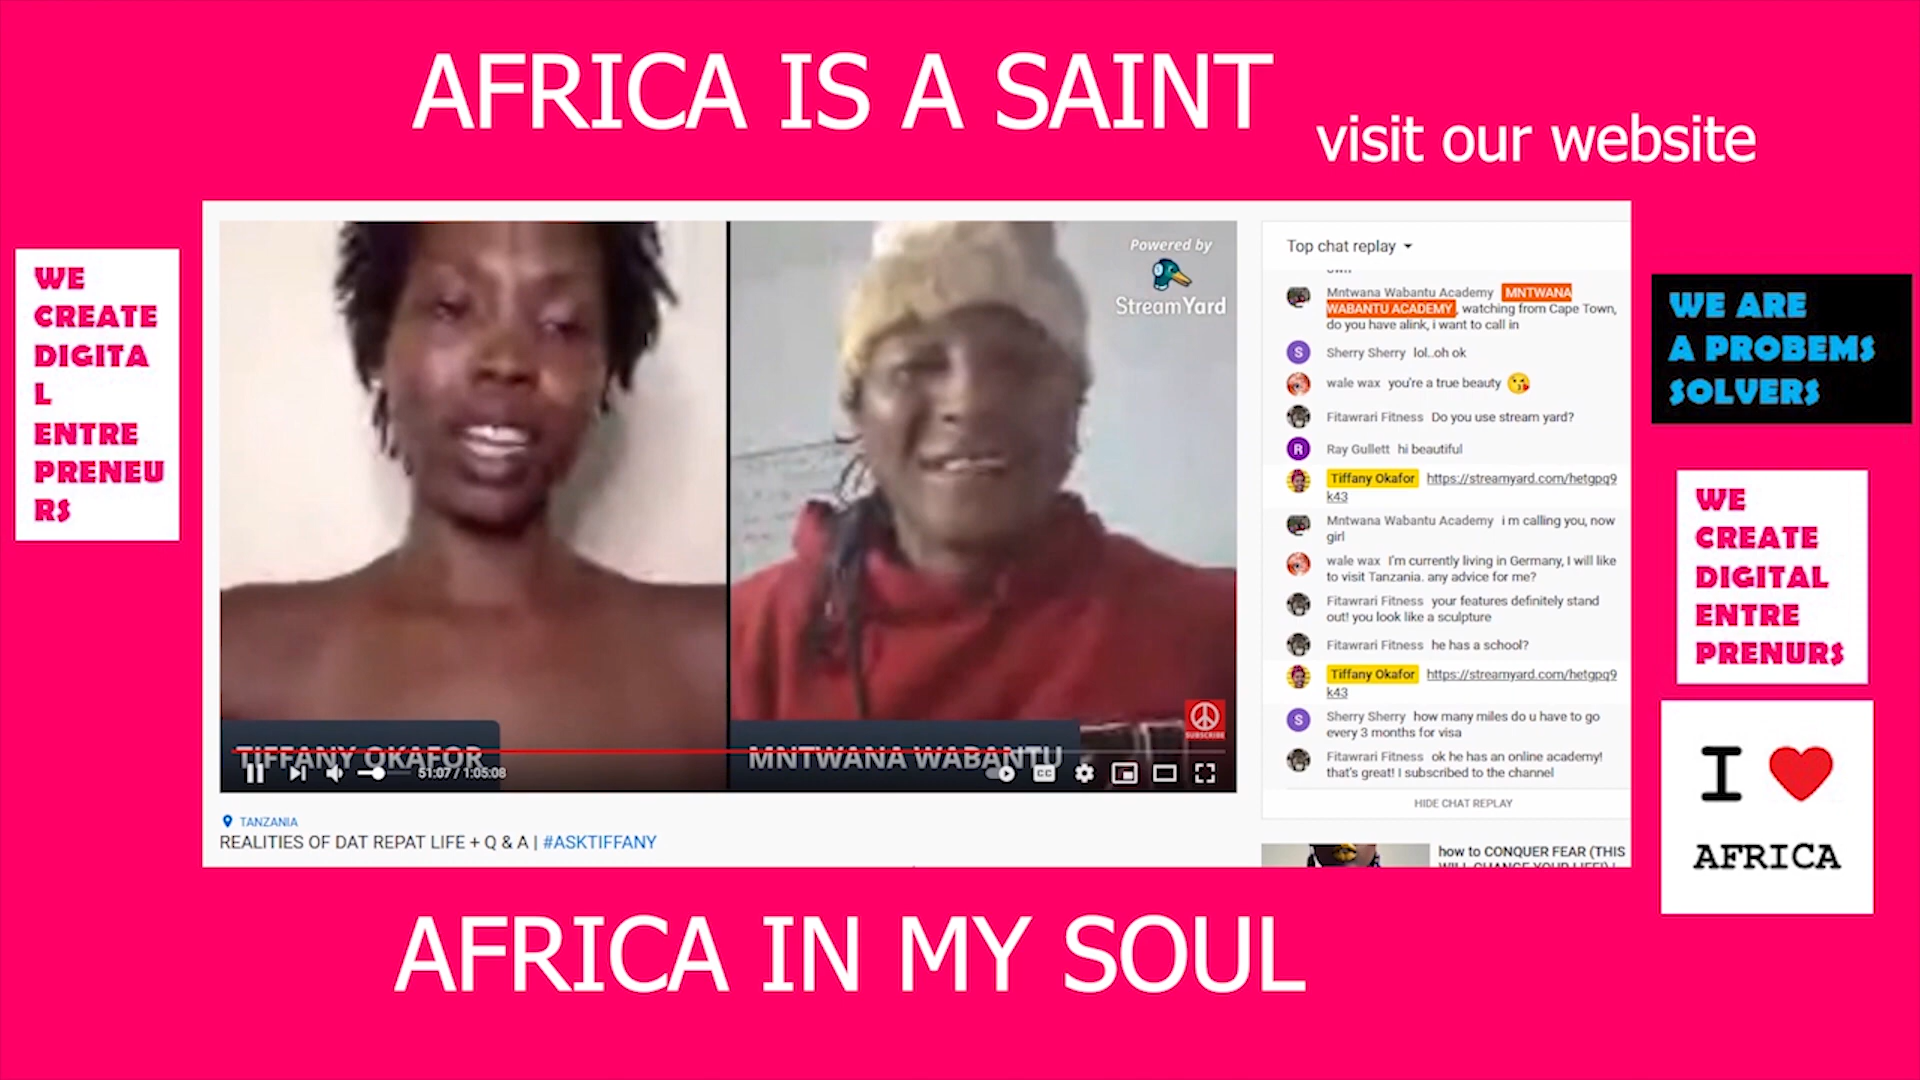 AFRICA IS A SAINT
visit our website
WE
CREATE
DIGITA
L
ENTRE
PRENEU
RS
Powered by
StreamYard
TIFFANY OKAFOR
MNTWANA WABANTU
SUBSCRIBE
51:07 / 1:05:08
CC
TANZANIA
REALITIES OF DAT REPAT LIFE + Q & A | #ASKTIFFANY
Top chat replay
Mntwana Wabantu Academy MNTWANA
WABANTU ACADEMY, watching from Cape Town,
do you have alink, i want to call in
S Sherry Sherry lol..oh ok
wale wax you're a true beauty 😘
Fitawrari Fitness Do you use stream yard?
R Ray Gullett hi beautiful
Tiffany Okafor https://streamyard.com/hetgpq9
k43
Mntwana Wabantu Academy i m calling you, now
girl
wale wax I'm currently living in Germany, I will like
to visit Tanzania. any advice for me?
Fitawrari Fitness your features definitely stand
out! you look like a sculpture
Fitawrari Fitness he has a school?
Tiffany Okafor https://streamyard.com/hetgpq9
k43
S Sherry Sherry how many miles do u have to go
every 3 months for visa
Fitawrari Fitness ok he has an online academy!
that's great! I subscribed to the channel
HIDE CHAT REPLAY
how to CONQUER FEAR (THIS
WE ARE
A PROBEMS
SOLVERS
WE
CREATE
DIGITAL
ENTRE
PRENURS
I ❤
AFRICA
AFRICA IN MY SOUL